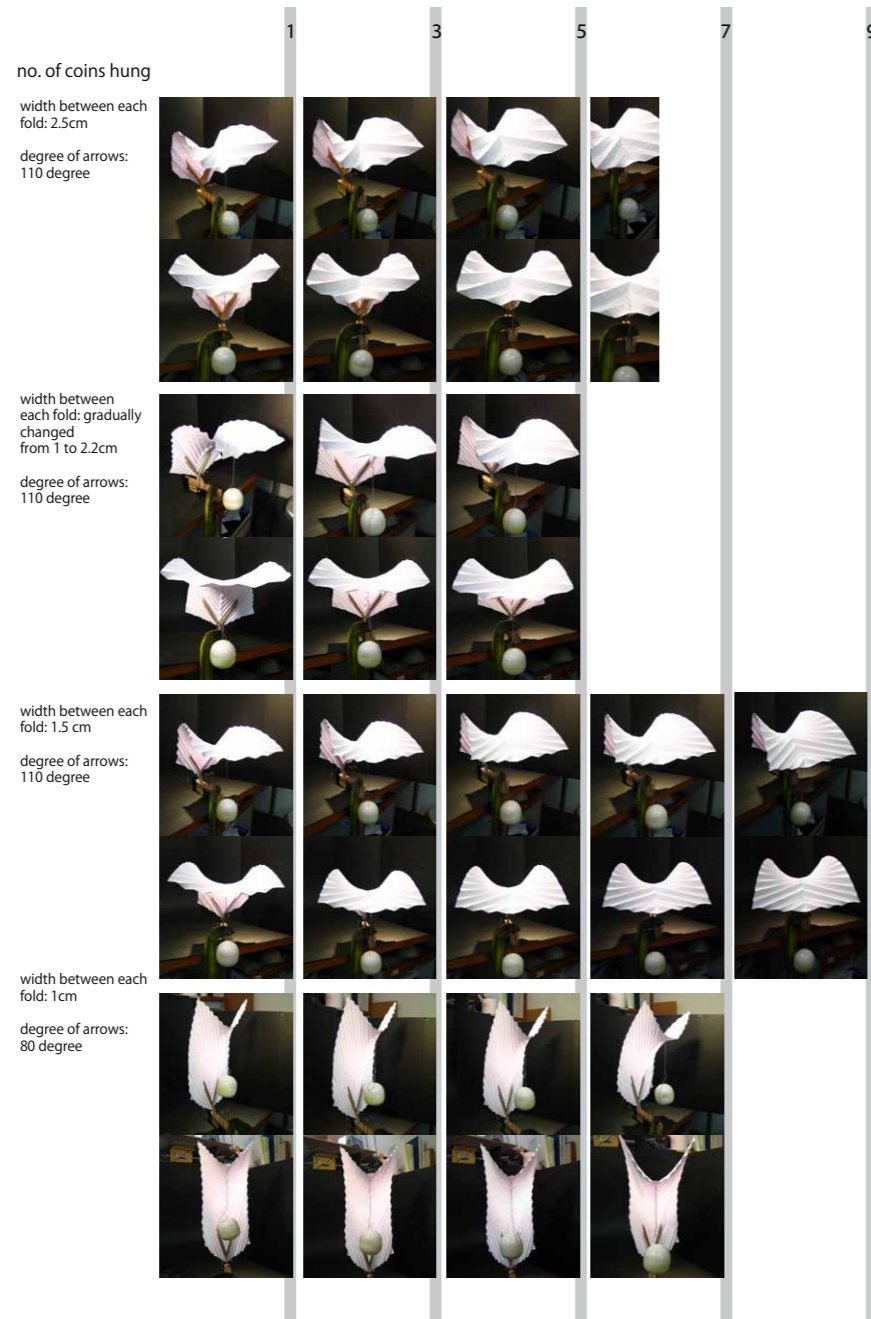 1
3
5
7
9
no. of coins hung
width between each
fold: 2.5cm
degree of arrows:
110 degree
width between
each fold: gradually
changed
from 1 to 2.2cm
degree of arrows:
110 degree
width between each
fold: 1.5 cm
degree of arrows:
110 degree
width between each
fold: 1cm
degree of arrows:
80 degree